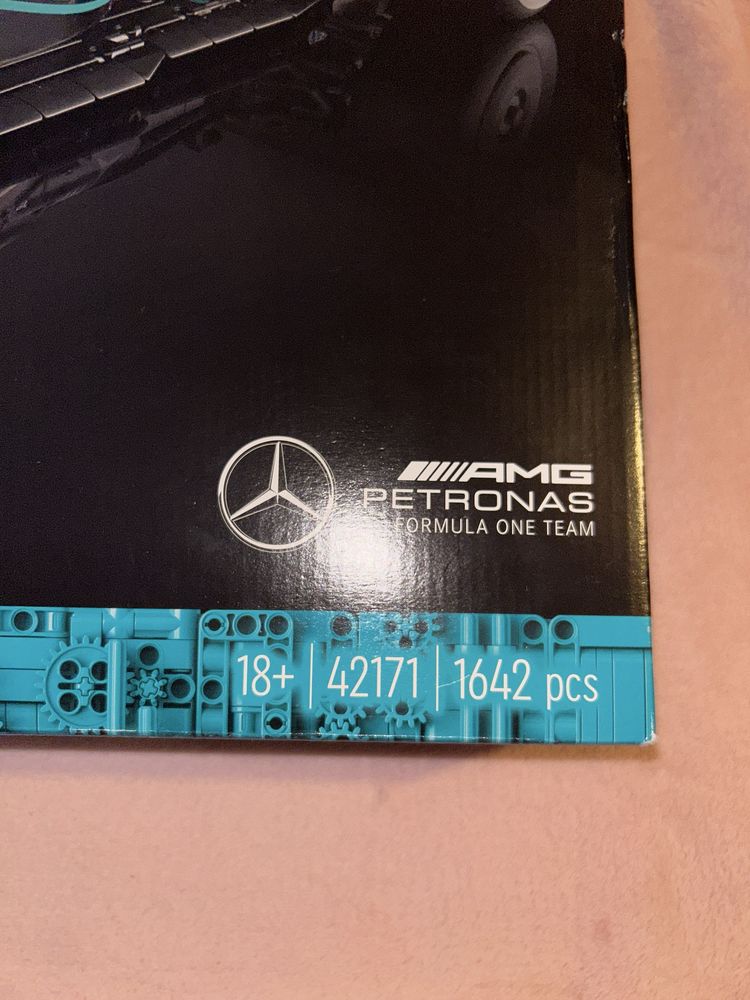 AMG
PETRONAS
FORMULA ONE TEAM
18+ | 42171 | 1642 pcs